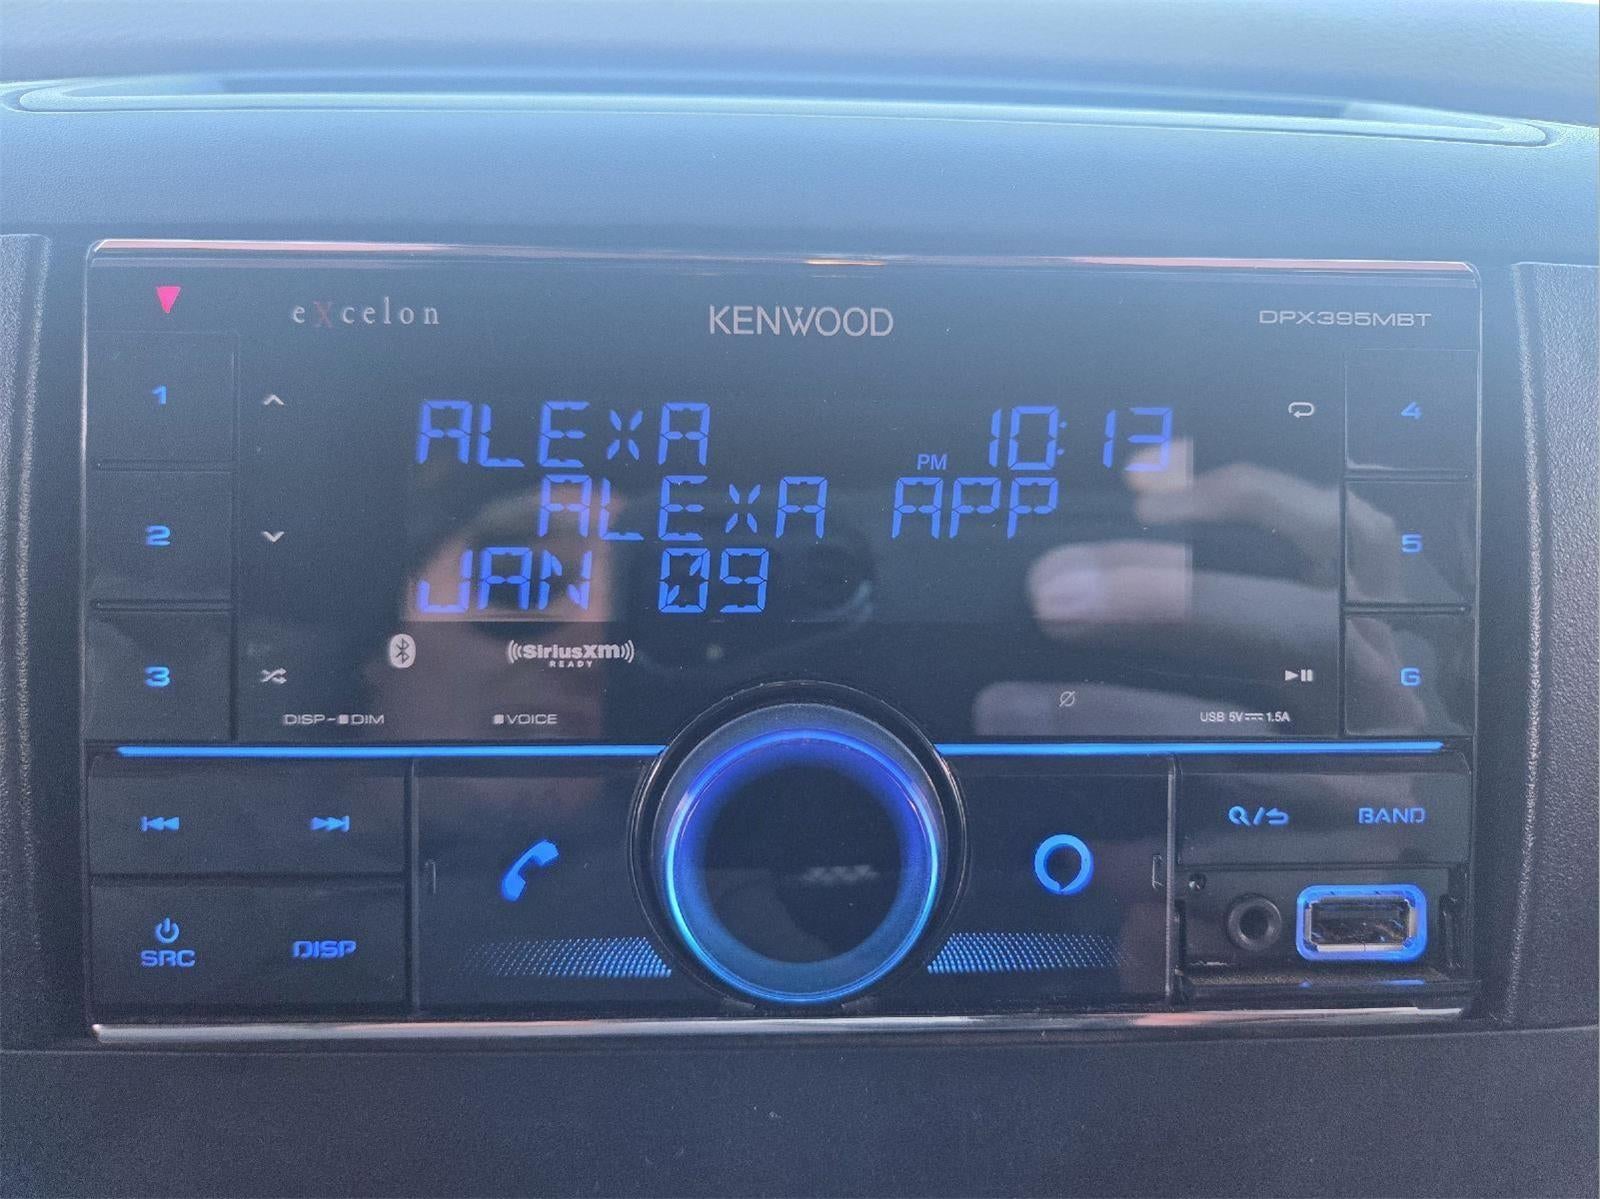 excelon
KENWOOD
DPX395MBT
1
4
ALEXA
PM 10:13
ALEXA APP
2
5
JAN 09
SiriusXM
READY
3
6
DISP-DIM
VOICE
USB 5V 1.5A
Q/
BAND
SRC
DISP